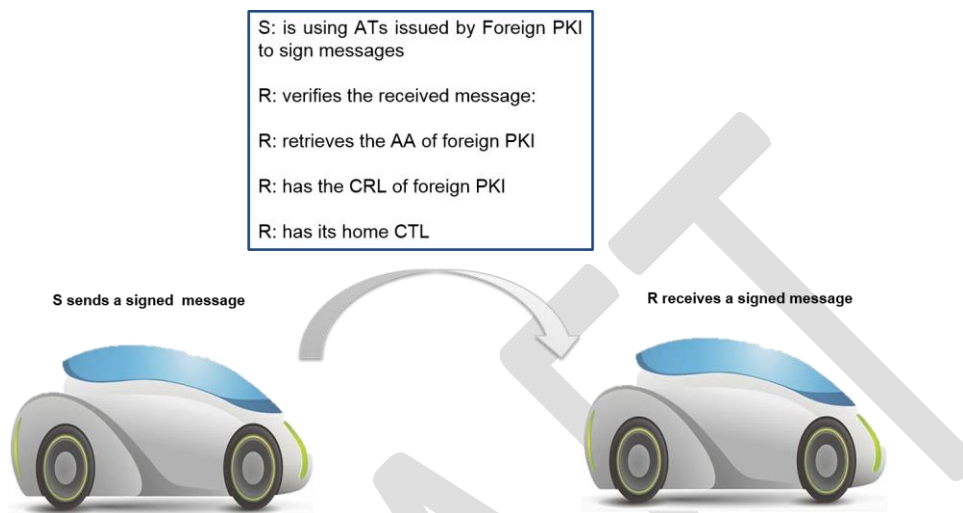 S: is using ATs issued by Foreign PKI
to sign messages
R: verifies the received message:
R: retrieves the AA of foreign PKI
R: has the CRL of foreign PKI
R: has its home CTL
S sends a signed message
R receives a signed message